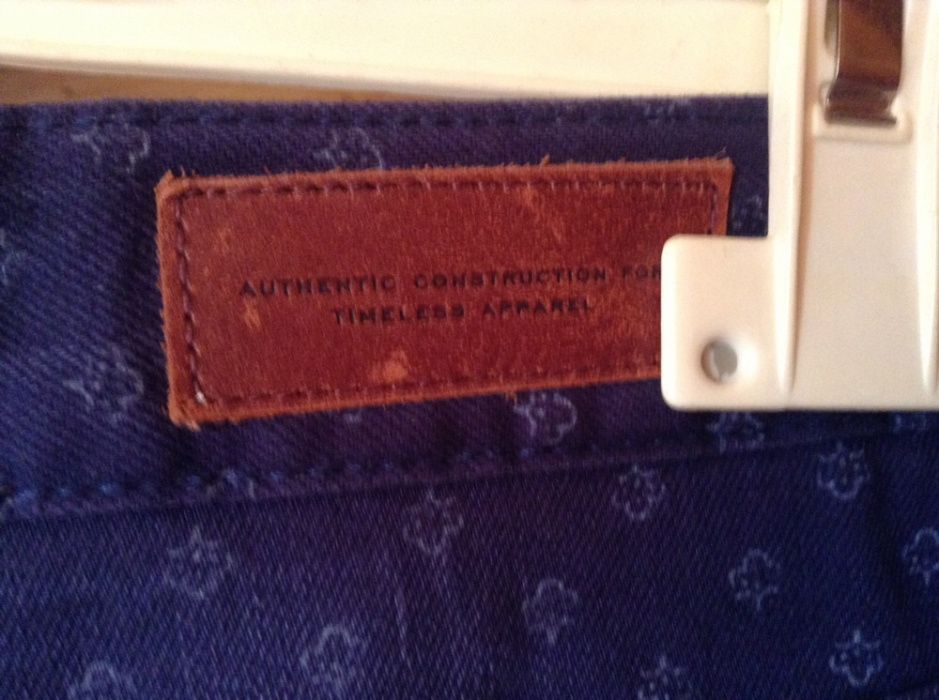 AUTHENTIC CONSTRUCTION FOR
TIMELESS APPAREL